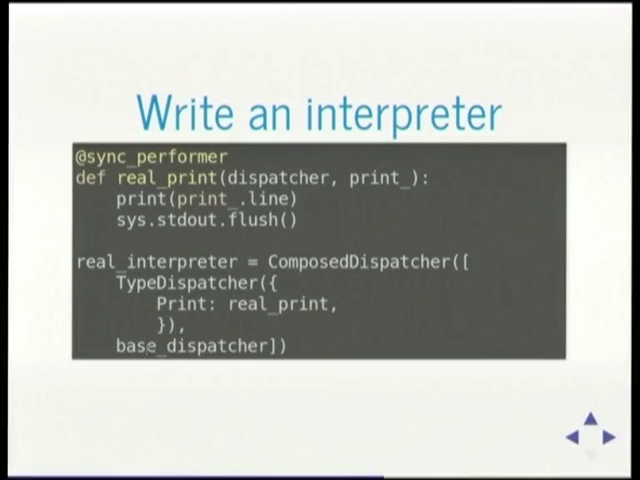 Write an interpreter
@sync_performer
def real_print(dispatcher, print_):
    print(print_.line)
    sys.stdout.flush()
real_interpreter = ComposedDispatcher([
    TypeDispatcher({
        Print: real_print,
        }),
    base_dispatcher])